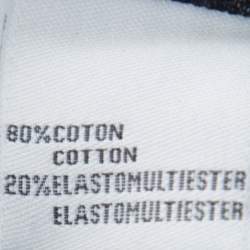 80%COTON
COTTON
20%ELASTOMULTIESTER
ELASTOMULTIESTER